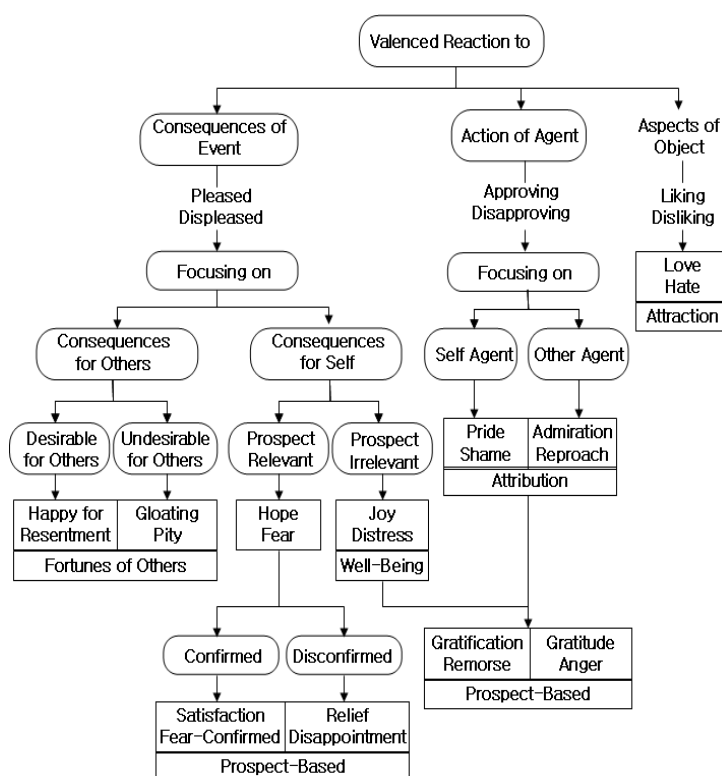 Valenced Reaction to
Consequences of
Event
Action of Agent
Aspects of
Object
Pleased
Displeased
Approving
Disapproving
Liking
Disliking
Focusing on
Focusing on
Love
Hate
Attraction
Consequences
for Others
Consequences
for Self
Self Agent
Other Agent
Desirable
for Others
Undesirable
for Others
Prospect
Relevant
Prospect
Irrelevant
Pride
Shame
Admiration
Reproach
Attribution
Happy for
Resentment
Gloating
Pity
Fortunes of Others
Hope
Fear
Joy
Distress
Well-Being
Confirmed
Disconfirmed
Gratification
Remorse
Gratitude
Anger
Prospect-Based
Satisfaction
Fear-Confirmed
Relief
Disappointment
Prospect-Based